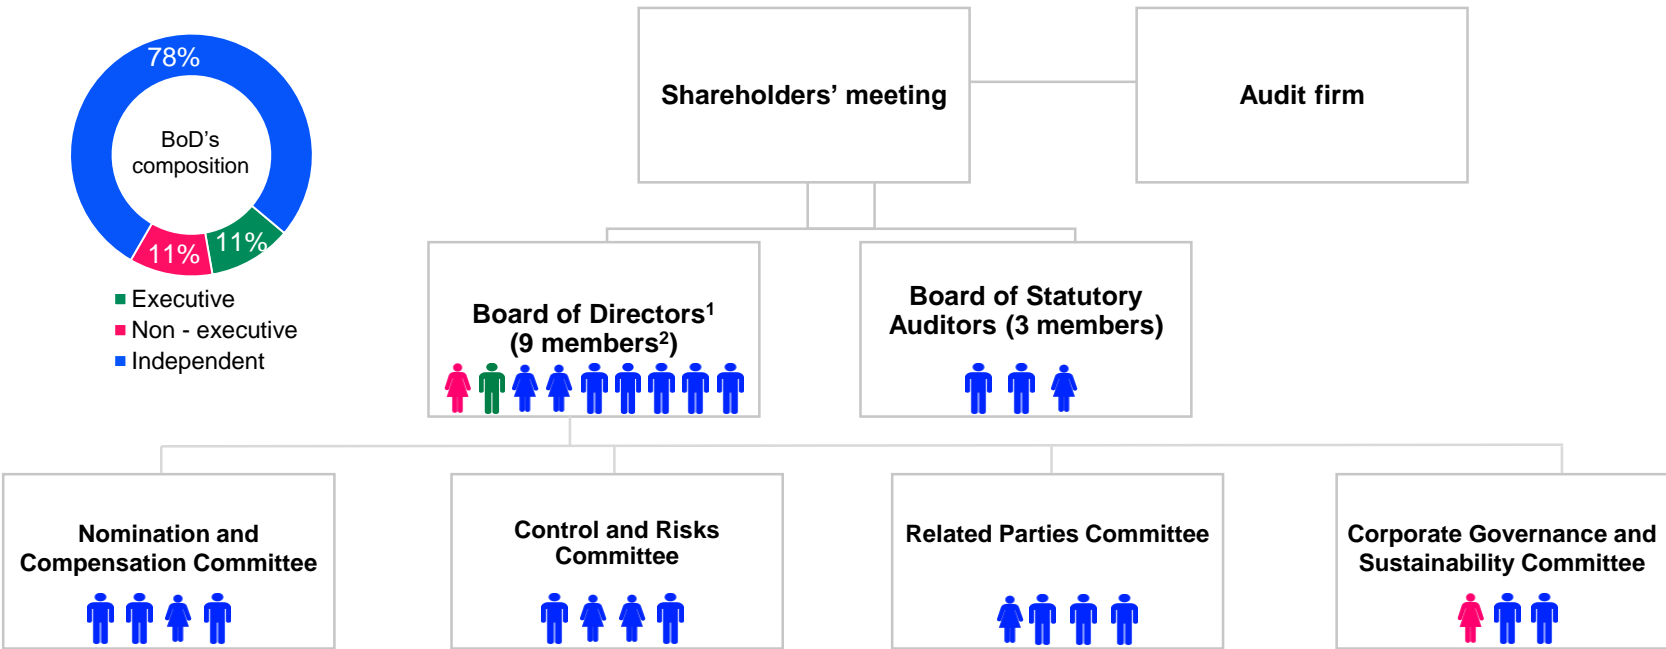 78%
BoD's
composition
11%
11%
Executive
Non - executive
Independent
Shareholders' meeting
Audit firm
Board of Directors¹
(9 members²)
Board of Statutory
Auditors (3 members)
Nomination and
Compensation Committee
Control and Risks
Committee
Related Parties Committee
Corporate Governance and
Sustainability Committee